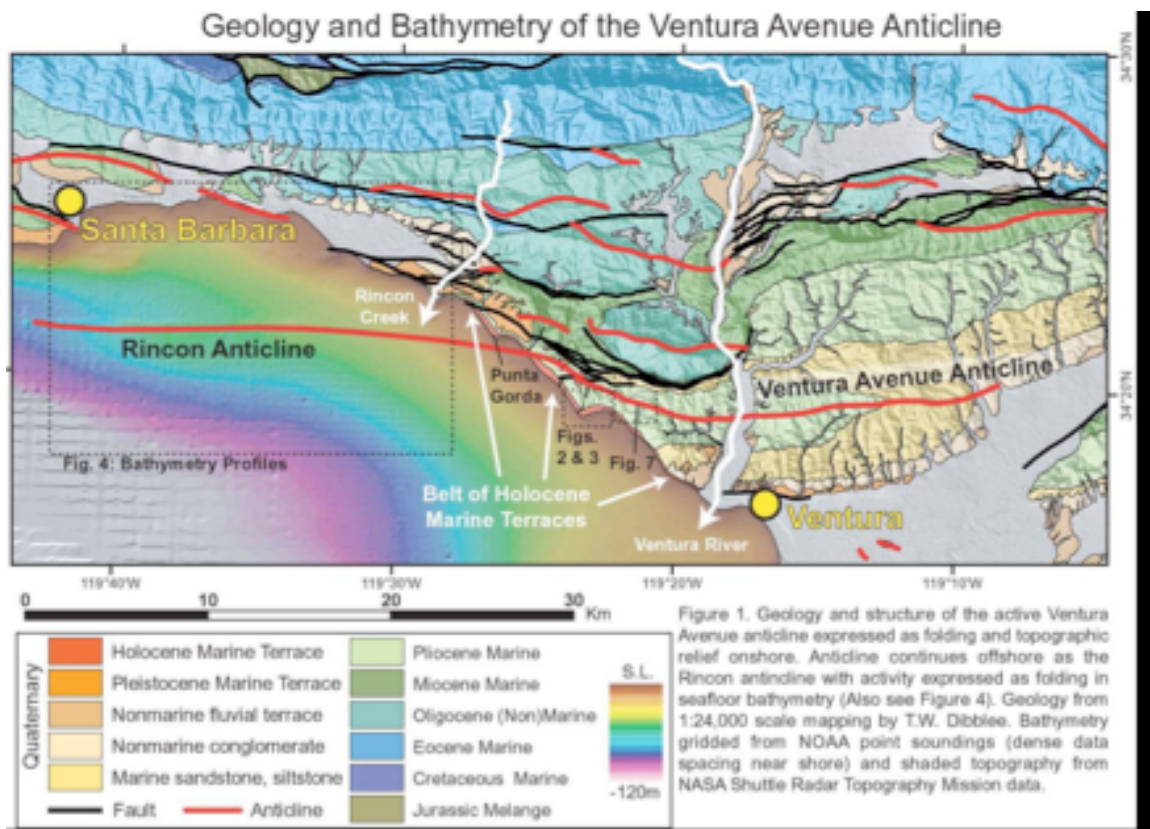 Geology and Bathymetry of the Ventura Avenue Anticline
34°30'N
Santa Barbara
Rincon
Creek
Rincon Anticline
Punta
Gorda
Ventura Avenue Anticline
34°20'N
Figs.
2 & 3
Fig. 7
Fig. 4: Bathymetry Profiles
Belt of Holocene
Marine Terraces
Ventura
Ventura River
119°40'W
119°30'W
119°20'W
119°10'W
0
10
20
30
Km
Quaternary
Holocene Marine Terrace
Pleistocene Marine Terrace
Nonmarine fluvial terrace
Nonmarine conglomerate
Marine sandstone, siltstone
Fault
Anticline
Pliocene Marine
Miocene Marine
Oligocene (Non)Marine
Eocene Marine
Cretaceous Marine
Jurassic Melange
S.L.
-120m
Figure 1. Geology and structure of the active Ventura
Avenue anticline expressed as folding and topographic
relief onshore. Anticline continues offshore as the
Rincon antincline with activity expressed as folding in
seafloor bathymetry (Also see Figure 4). Geology from
1:24,000 scale mapping by T.W. Dibblee. Bathymetry
gridded from NOAA point soundings (dense data
spacing near shore) and shaded topography from
NASA Shuttle Radar Topography Mission data.